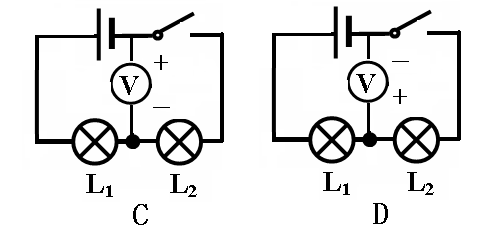 V + − V − +
L₁ L₂ L₁ L₂
C D